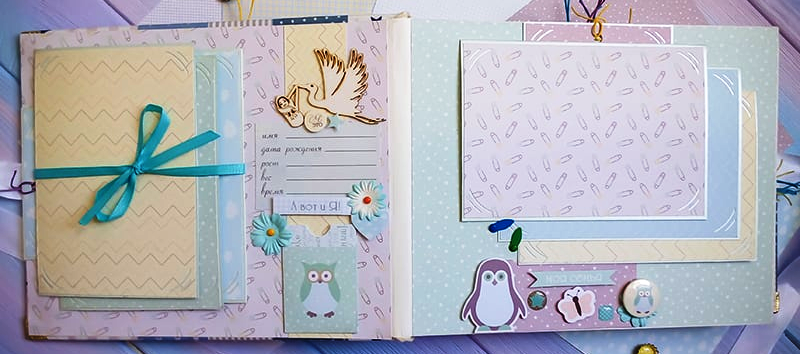 имя
дата рождения
рост
вес
время
А вот и Я!